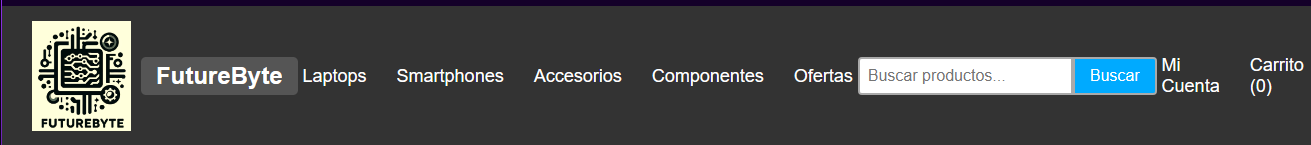 FUTUREBYTE
FutureByte
Laptops
Smartphones
Accesorios
Componentes
Ofertas
Buscar productos...
Buscar
Mi
Cuenta
Carrito
(0)